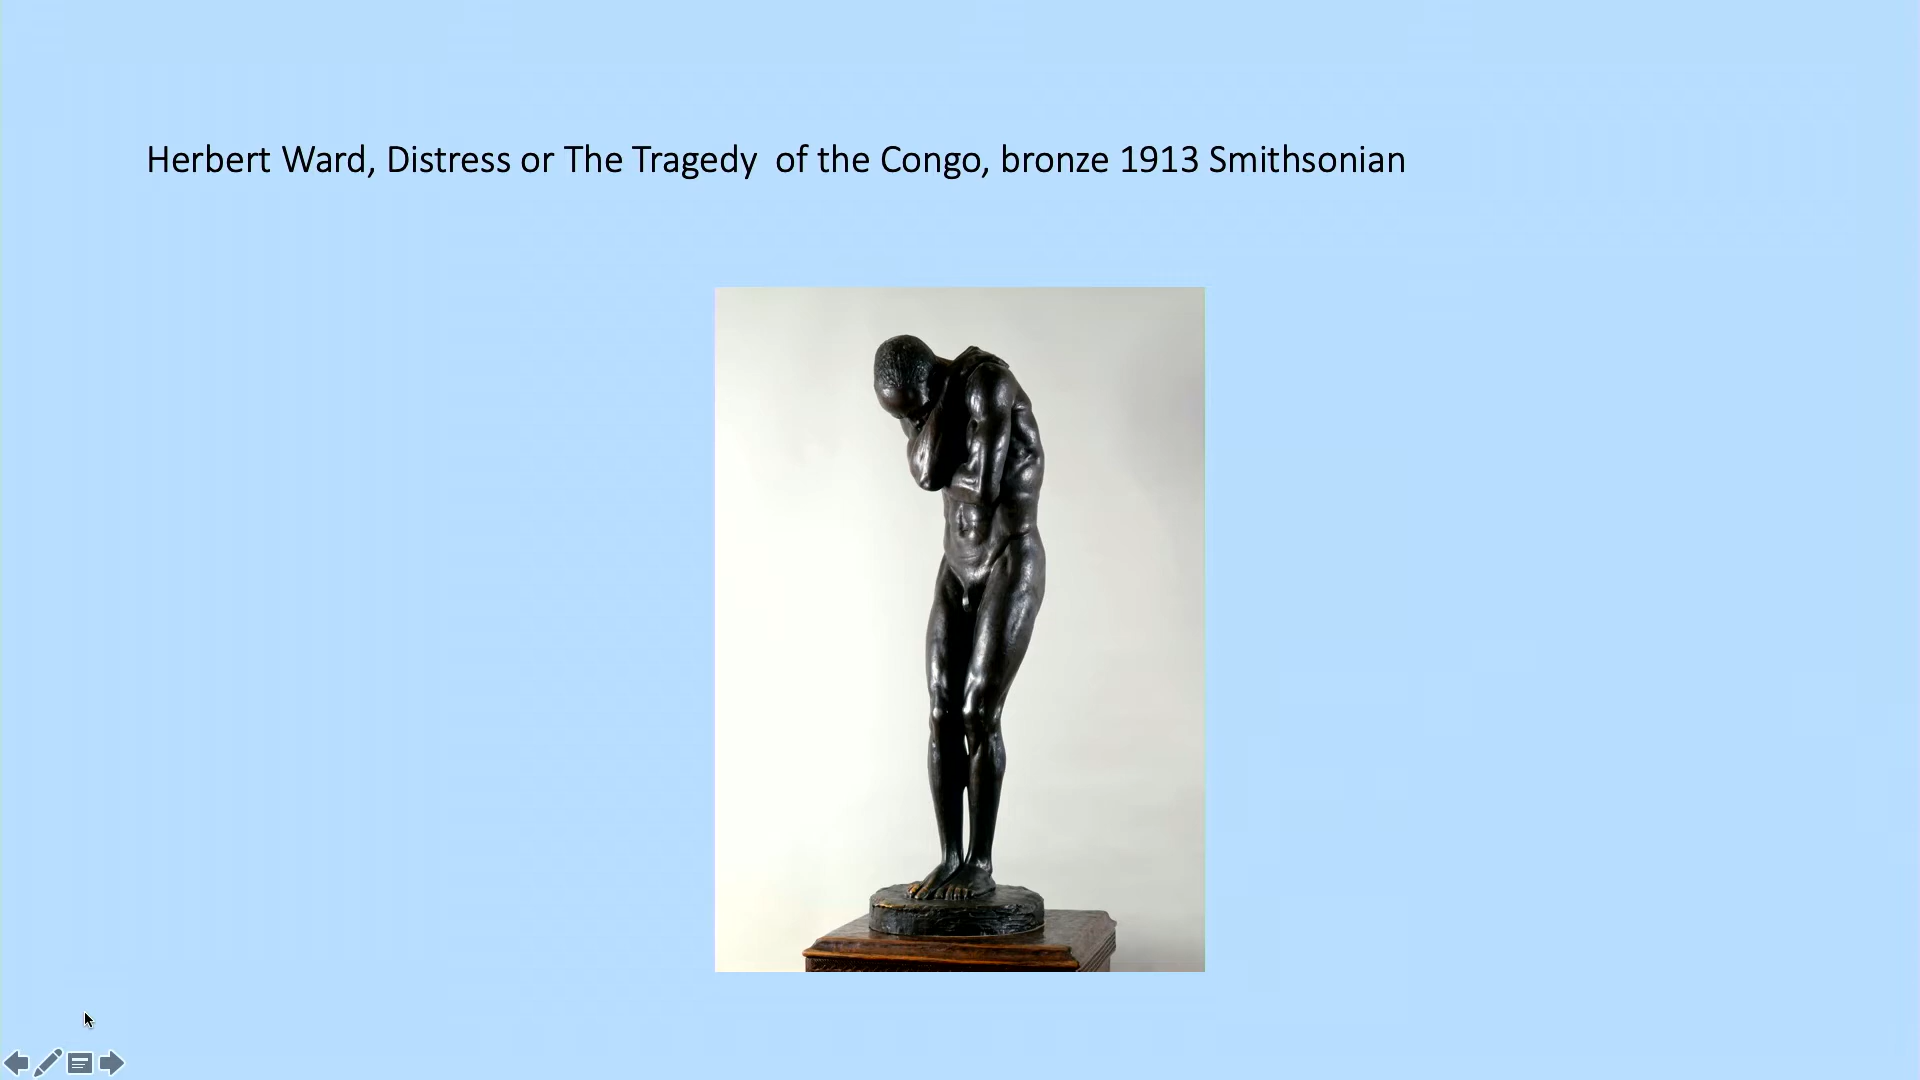 Herbert Ward, Distress or The Tragedy  of the Congo, bronze 1913 Smithsonian